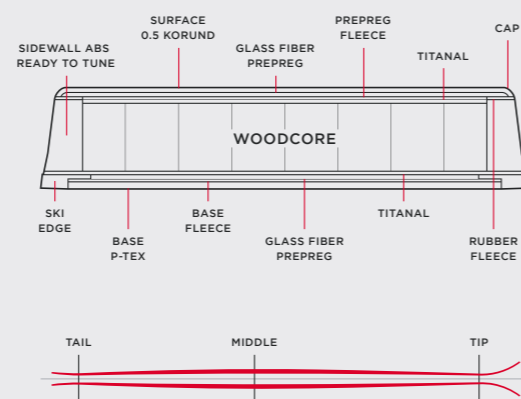 SURFACE
0.5 KORUND
PREPREG
FLEECE
CAP
SIDEWALL ABS
READY TO TUNE
GLASS FIBER
PREPREG
TITANAL
WOODCORE
SKI
EDGE
BASE
P-TEX
BASE
FLEECE
GLASS FIBER
PREPREG
TITANAL
RUBBER
FLEECE
TAIL
MIDDLE
TIP